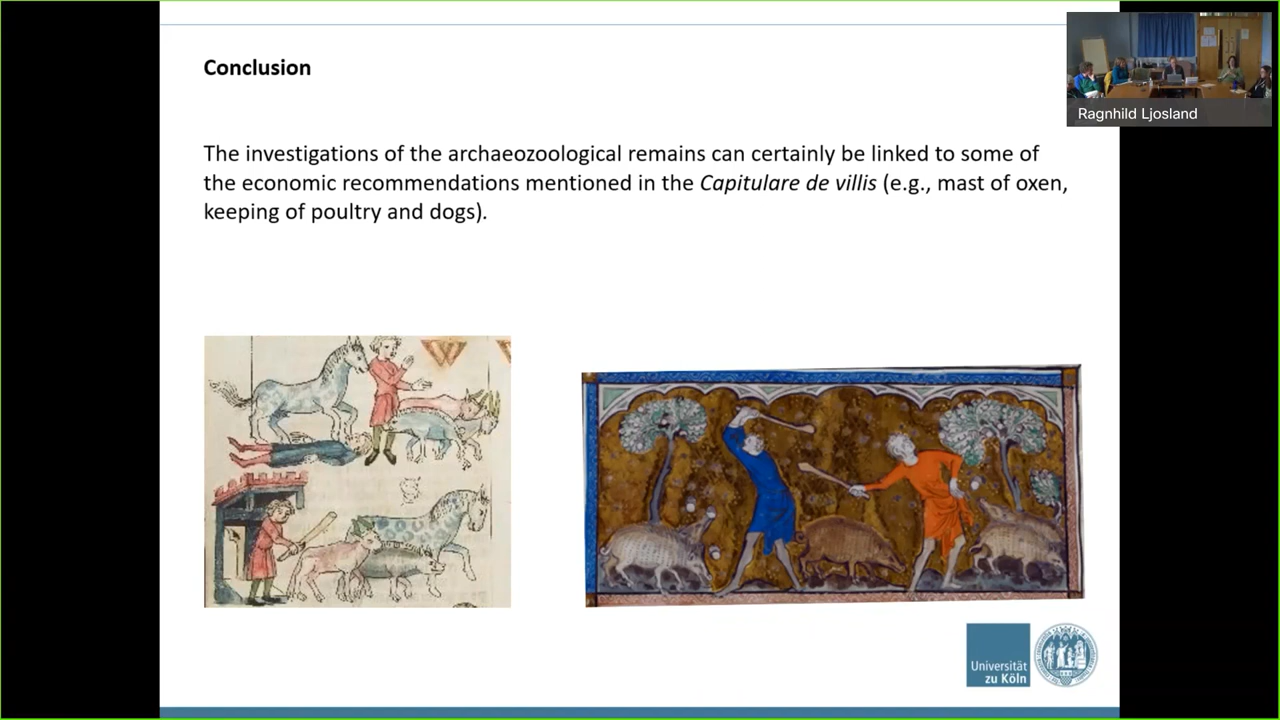 Conclusion
The investigations of the archaeozoological remains can certainly be linked to some of
the economic recommendations mentioned in the Capitulare de villis (e.g., mast of oxen,
keeping of poultry and dogs).
Ragnhild Ljosland
Universität
zu Köln